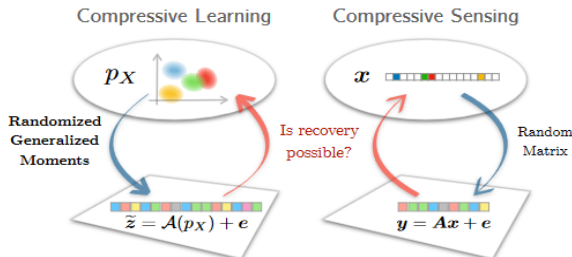 Compressive Learning
Compressive Sensing
p_X
x
Randomized
Generalized
Moments
Is recovery
possible?
Random
Matrix
z̃ = 𝒜(p_X) + e
y = Ax + e